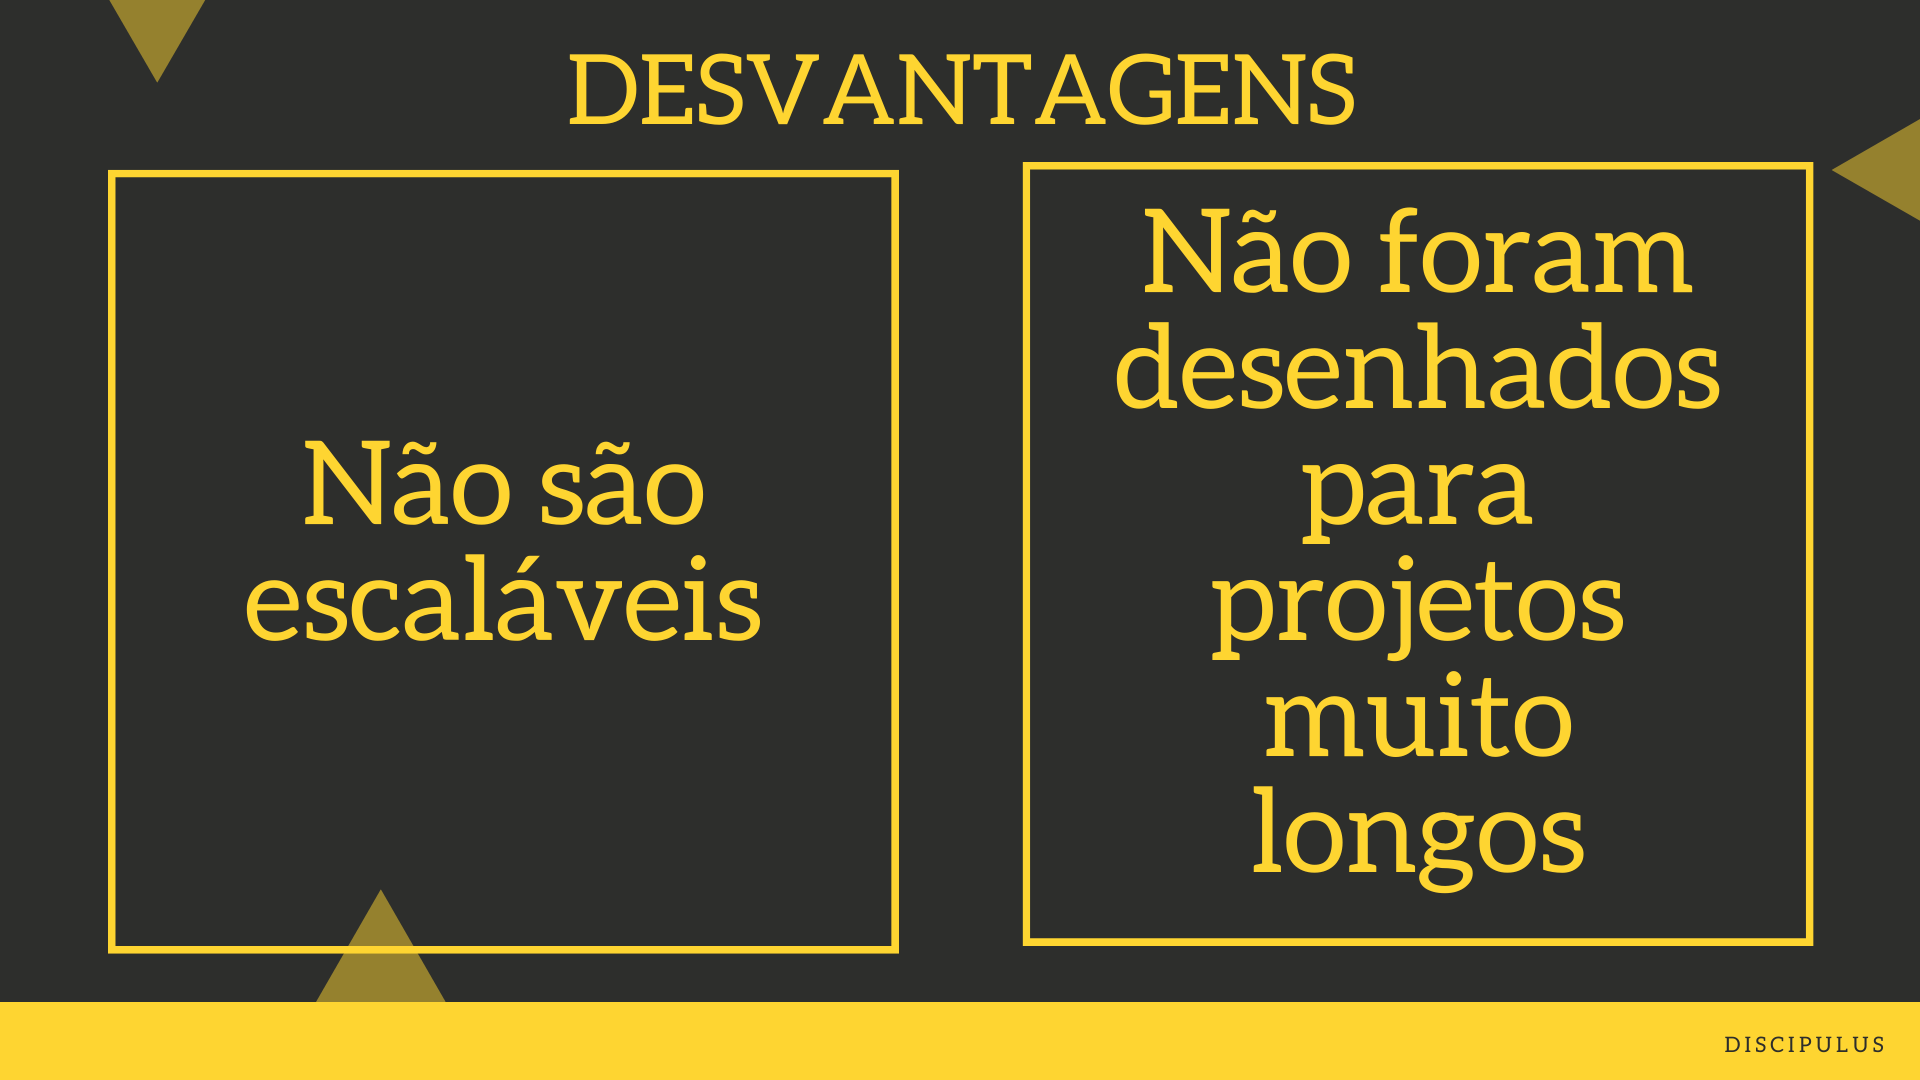 DESVANTAGENS
Não são
escaláveis
Não foram
desenhados
para
projetos
muito
longos
DISCIPULUS